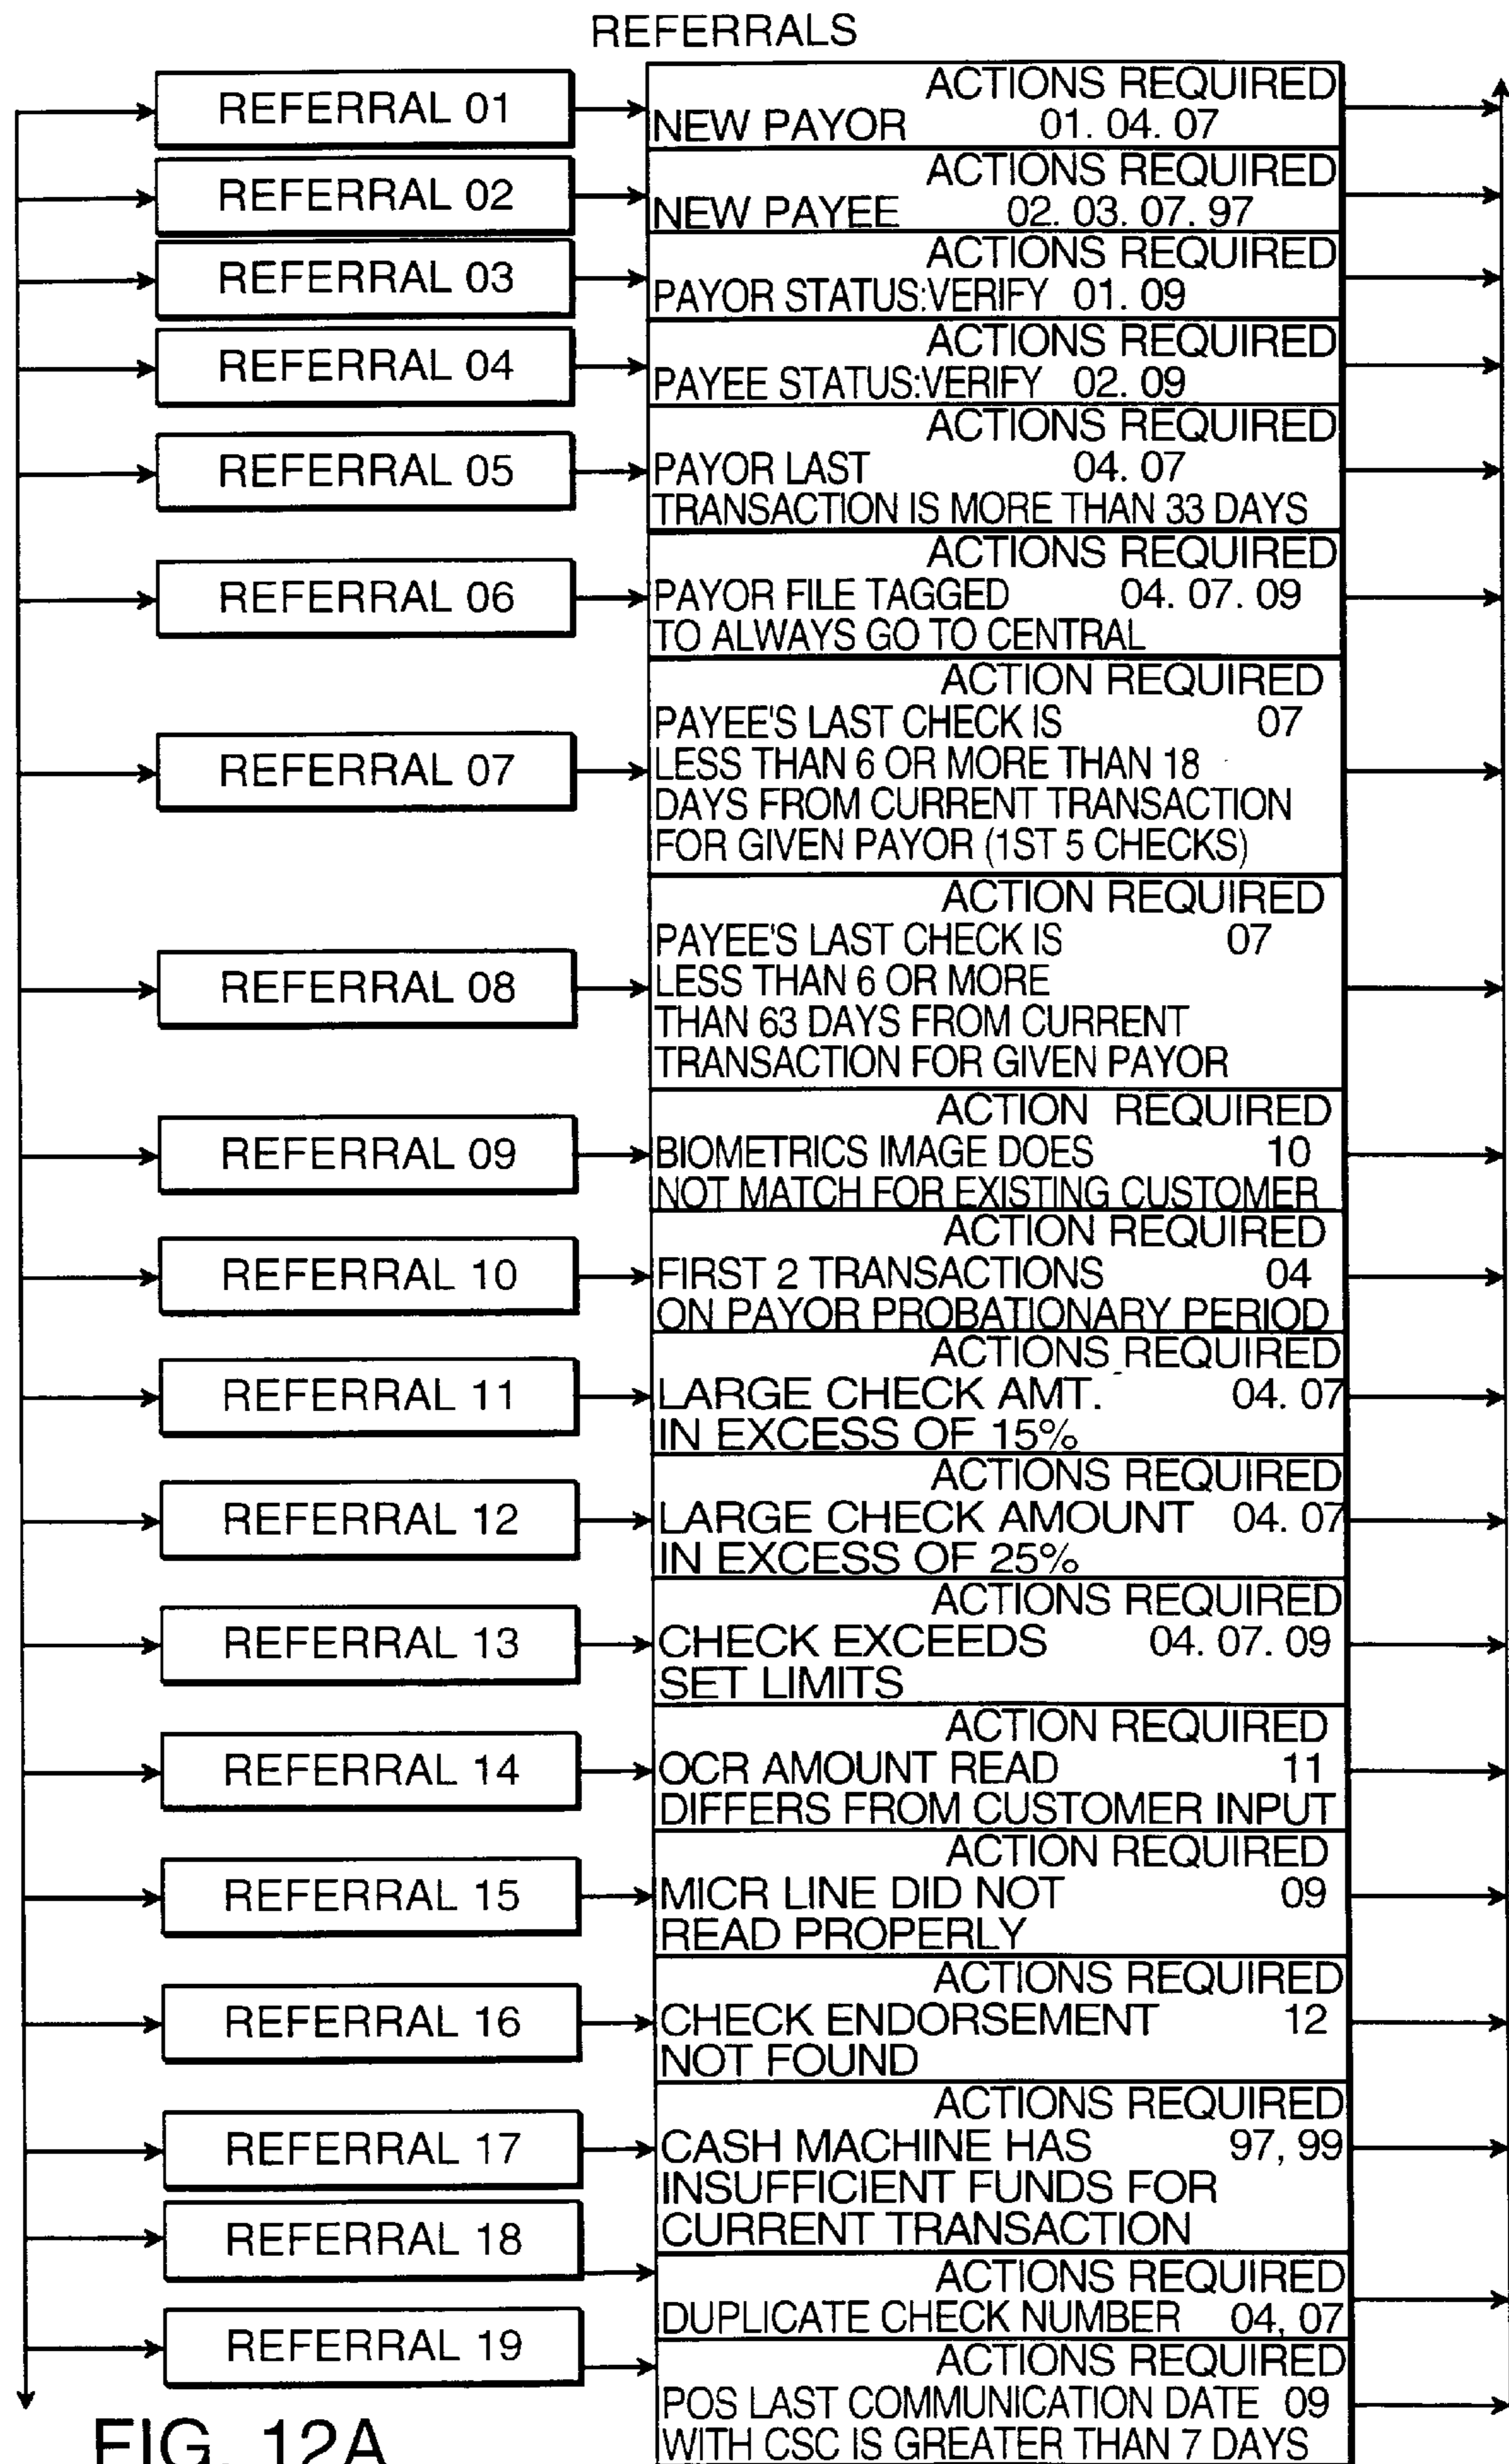 REFERRALS
REFERRAL 01
ACTIONS REQUIRED
NEW PAYOR 01. 04. 07
REFERRAL 02
ACTIONS REQUIRED
NEW PAYEE 02. 03. 07. 97
REFERRAL 03
ACTIONS REQUIRED
PAYOR STATUS:VERIFY 01. 09
REFERRAL 04
ACTIONS REQUIRED
PAYEE STATUS:VERIFY 02. 09
REFERRAL 05
ACTIONS REQUIRED
PAYOR LAST 04. 07
TRANSACTION IS MORE THAN 33 DAYS
REFERRAL 06
ACTIONS REQUIRED
PAYOR FILE TAGGED 04. 07. 09
TO ALWAYS GO TO CENTRAL
REFERRAL 07
ACTION REQUIRED
PAYEE'S LAST CHECK IS 07
LESS THAN 6 OR MORE THAN 18
DAYS FROM CURRENT TRANSACTION
FOR GIVEN PAYOR (1ST 5 CHECKS)
REFERRAL 08
ACTION REQUIRED
PAYEE'S LAST CHECK IS 07
LESS THAN 6 OR MORE
THAN 63 DAYS FROM CURRENT
TRANSACTION FOR GIVEN PAYOR
REFERRAL 09
ACTION REQUIRED
BIOMETRICS IMAGE DOES 10
NOT MATCH FOR EXISTING CUSTOMER
REFERRAL 10
ACTION REQUIRED
FIRST 2 TRANSACTIONS 04
ON PAYOR PROBATIONARY PERIOD
REFERRAL 11
ACTIONS REQUIRED
LARGE CHECK AMT. 04. 07
IN EXCESS OF 15%
REFERRAL 12
ACTIONS REQUIRED
LARGE CHECK AMOUNT 04. 07
IN EXCESS OF 25%
REFERRAL 13
ACTIONS REQUIRED
CHECK EXCEEDS 04. 07. 09
SET LIMITS
REFERRAL 14
ACTION REQUIRED
OCR AMOUNT READ 11
DIFFERS FROM CUSTOMER INPUT
REFERRAL 15
ACTION REQUIRED
MICR LINE DID NOT 09
READ PROPERLY
REFERRAL 16
ACTIONS REQUIRED
CHECK ENDORSEMENT 12
NOT FOUND
REFERRAL 17
ACTIONS REQUIRED
CASH MACHINE HAS 97, 99
INSUFFICIENT FUNDS FOR
CURRENT TRANSACTION
REFERRAL 18
ACTIONS REQUIRED
DUPLICATE CHECK NUMBER 04, 07
REFERRAL 19
ACTIONS REQUIRED
POS LAST COMMUNICATION DATE 09
WITH CSC IS GREATER THAN 7 DAYS
FIG. 12A